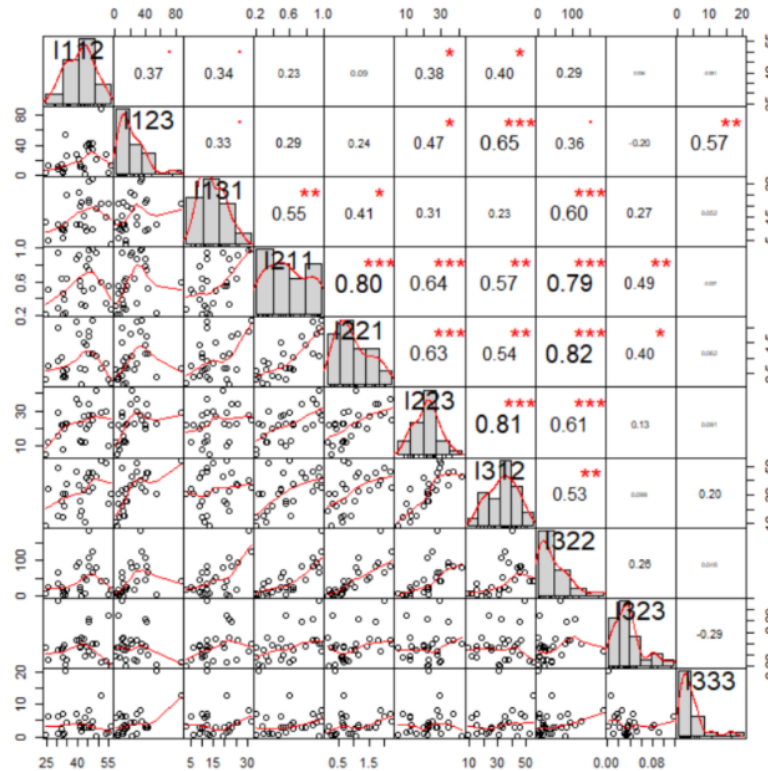 0 40 80 0.2 0.6 1.0 10 30 0 100 0 10 20
I112 0.37 . 0.34 . 0.23 0.09 0.38 * 0.40 * 0.29
80 40 0 I123 0.33 . 0.29 0.24 0.47 * 0.65 *** 0.36 . -0.20 0.57 **
I131 0.55 ** 0.41 * 0.31 0.23 0.60 *** 0.27
1.0 0.6 0.2 I211 0.80 *** 0.64 *** 0.57 ** 0.79 *** 0.49 **
I221 0.63 *** 0.54 ** 0.82 *** 0.40 *
30 10 I223 0.81 *** 0.61 *** 0.13
I312 0.53 ** 0.20
100 0 I322 0.26
I323 -0.29
20 10 5 0 I333
25 40 55 5 15 30 0.5 1.5 10 30 50 0.00 0.08